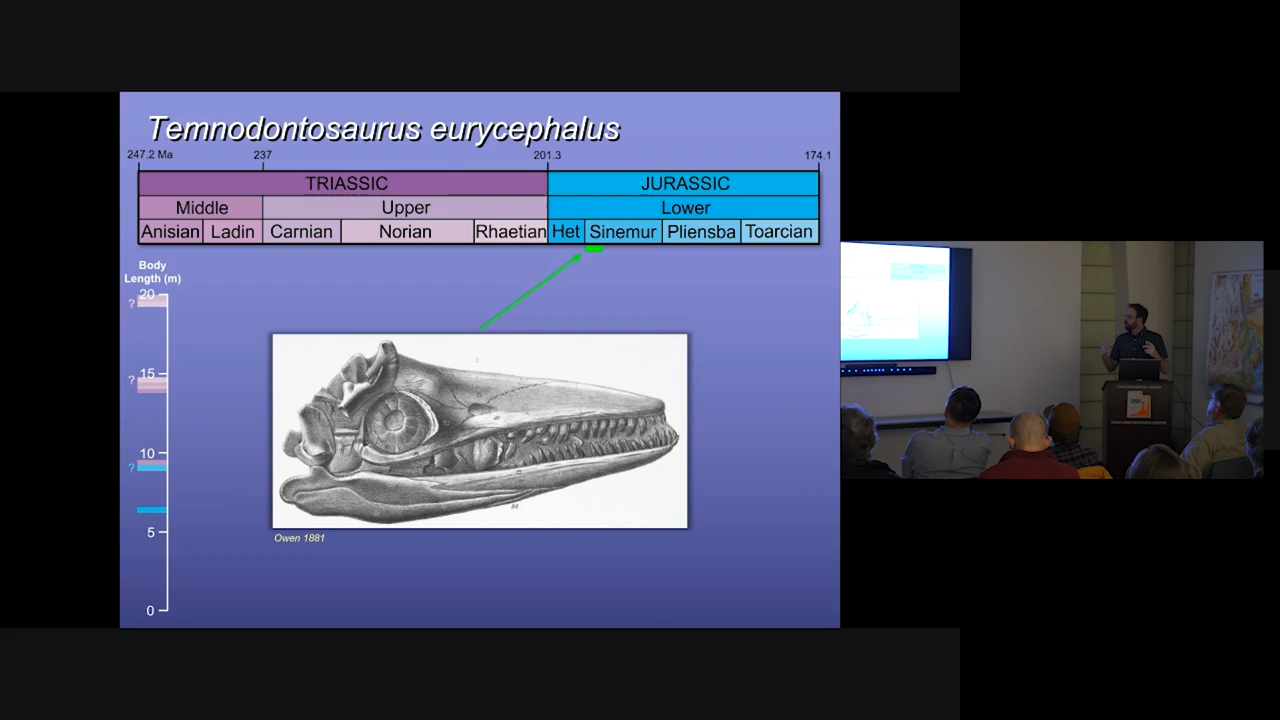 Temnodontosaurus eurycephalus
247.2 Ma 237 201.3 174.1
TRIASSIC JURASSIC
Middle Upper Lower
Anisian Ladin Carnian Norian Rhaetian Het Sinemur Pliensba Toarcian
Body
Length (m)
20
?
15
?
10
?
5
0
Owen 1881